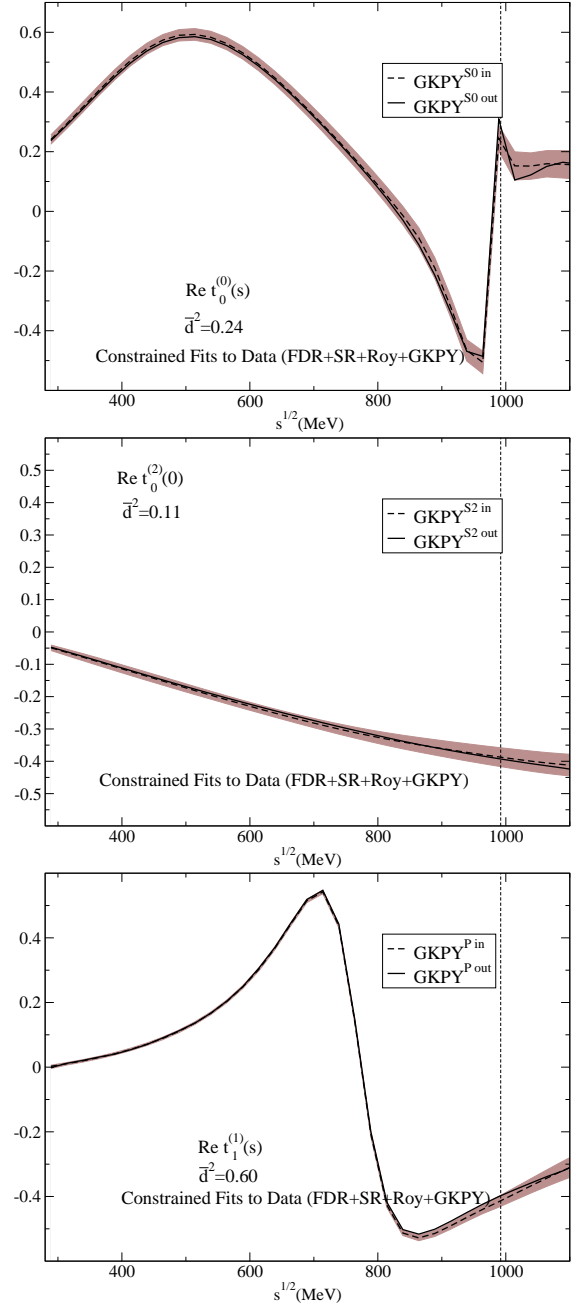 0.6
0.4
0.2
0
-0.2
-0.4
GKPY^S0 in
GKPY^S0 out
Re t_0^(0)(s)
d̅²=0.24
Constrained Fits to Data (FDR+SR+Roy+GKPY)
400 600 800 1000
s^1/2(MeV)
0.5
0.4
0.3
0.2
0.1
0
-0.1
-0.2
-0.3
-0.4
-0.5
Re t_0^(2)(0)
d̅²=0.11
GKPY^S2 in
GKPY^S2 out
Constrained Fits to Data (FDR+SR+Roy+GKPY)
400 600 800 1000
s^1/2(MeV)
0.4
0.2
0
-0.2
-0.4
GKPY^P in
GKPY^P out
Re t_1^(1)(s)
d̅²=0.60
Constrained Fits to Data (FDR+SR+Roy+GKPY)
400 600 800 1000
s^1/2(MeV)